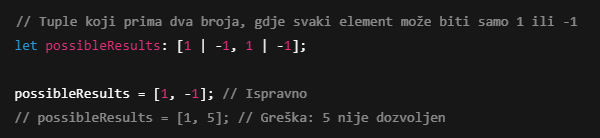 // Tuple koji prima dva broja, gdje svaki element može biti samo 1 ili -1
let possibleResults: [1 | -1, 1 | -1];
possibleResults = [1, -1]; // Ispravno
// possibleResults = [1, 5]; // Greška: 5 nije dozvoljen